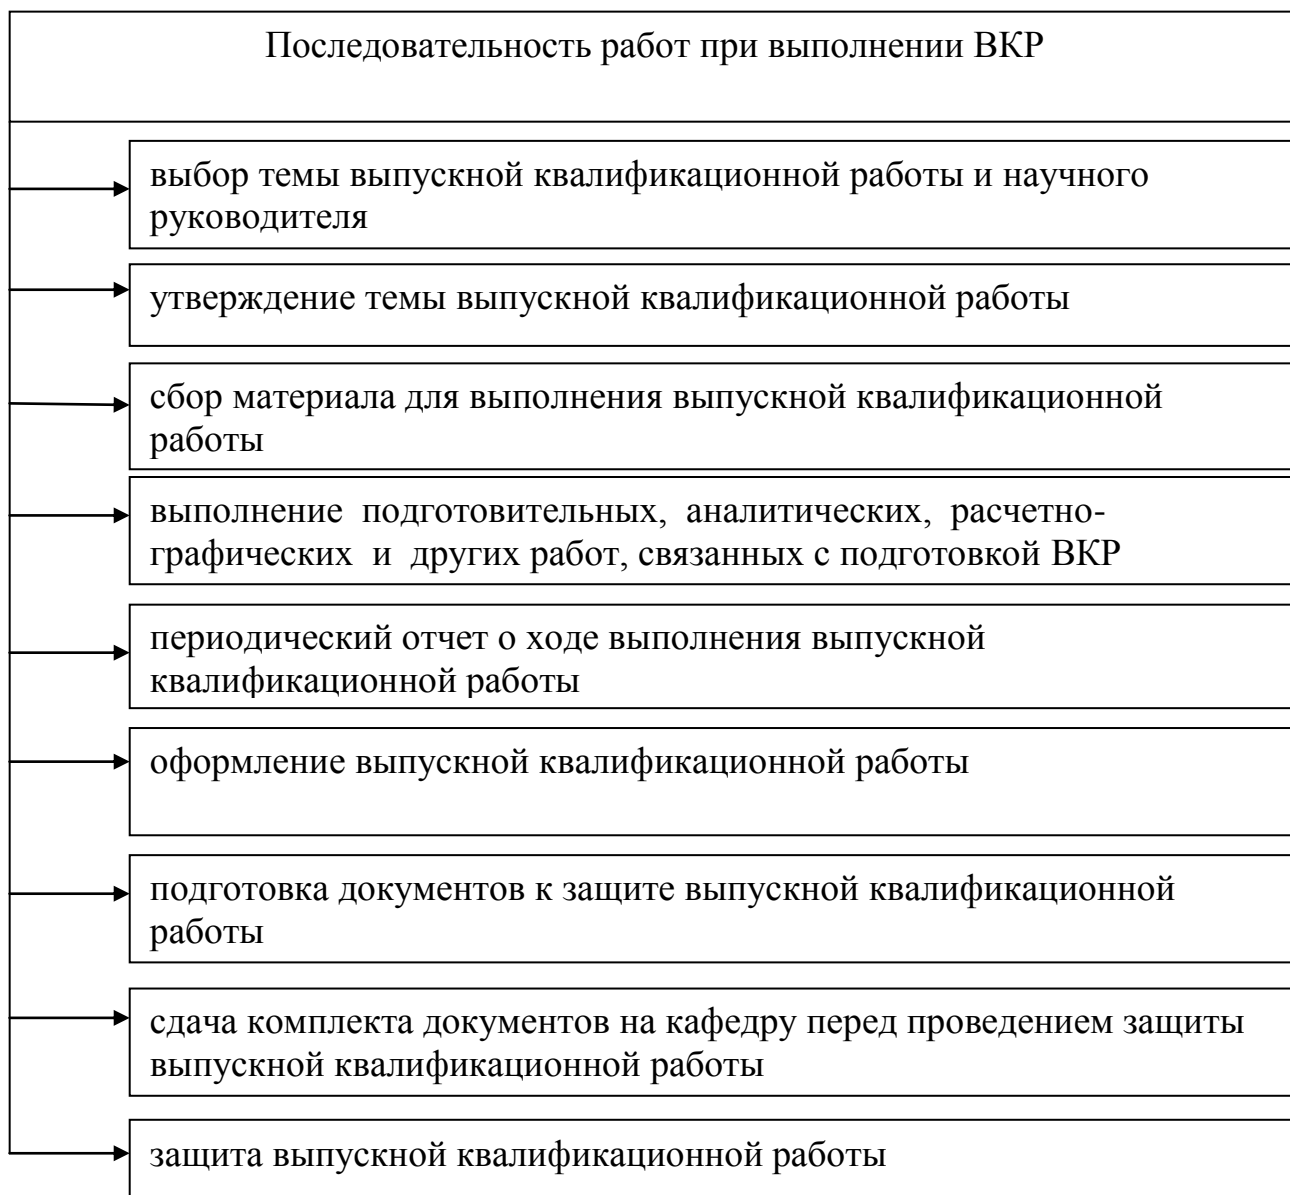 Последовательность работ при выполнении ВКР
выбор темы выпускной квалификационной работы и научного
руководителя
утверждение темы выпускной квалификационной работы
сбор материала для выполнения выпускной квалификационной
работы
выполнение подготовительных, аналитических, расчетно-
графических и других работ, связанных с подготовкой ВКР
периодический отчет о ходе выполнения выпускной
квалификационной работы
оформление выпускной квалификационной работы
подготовка документов к защите выпускной квалификационной
работы
сдача комплекта документов на кафедру перед проведением защиты
выпускной квалификационной работы
защита выпускной квалификационной работы